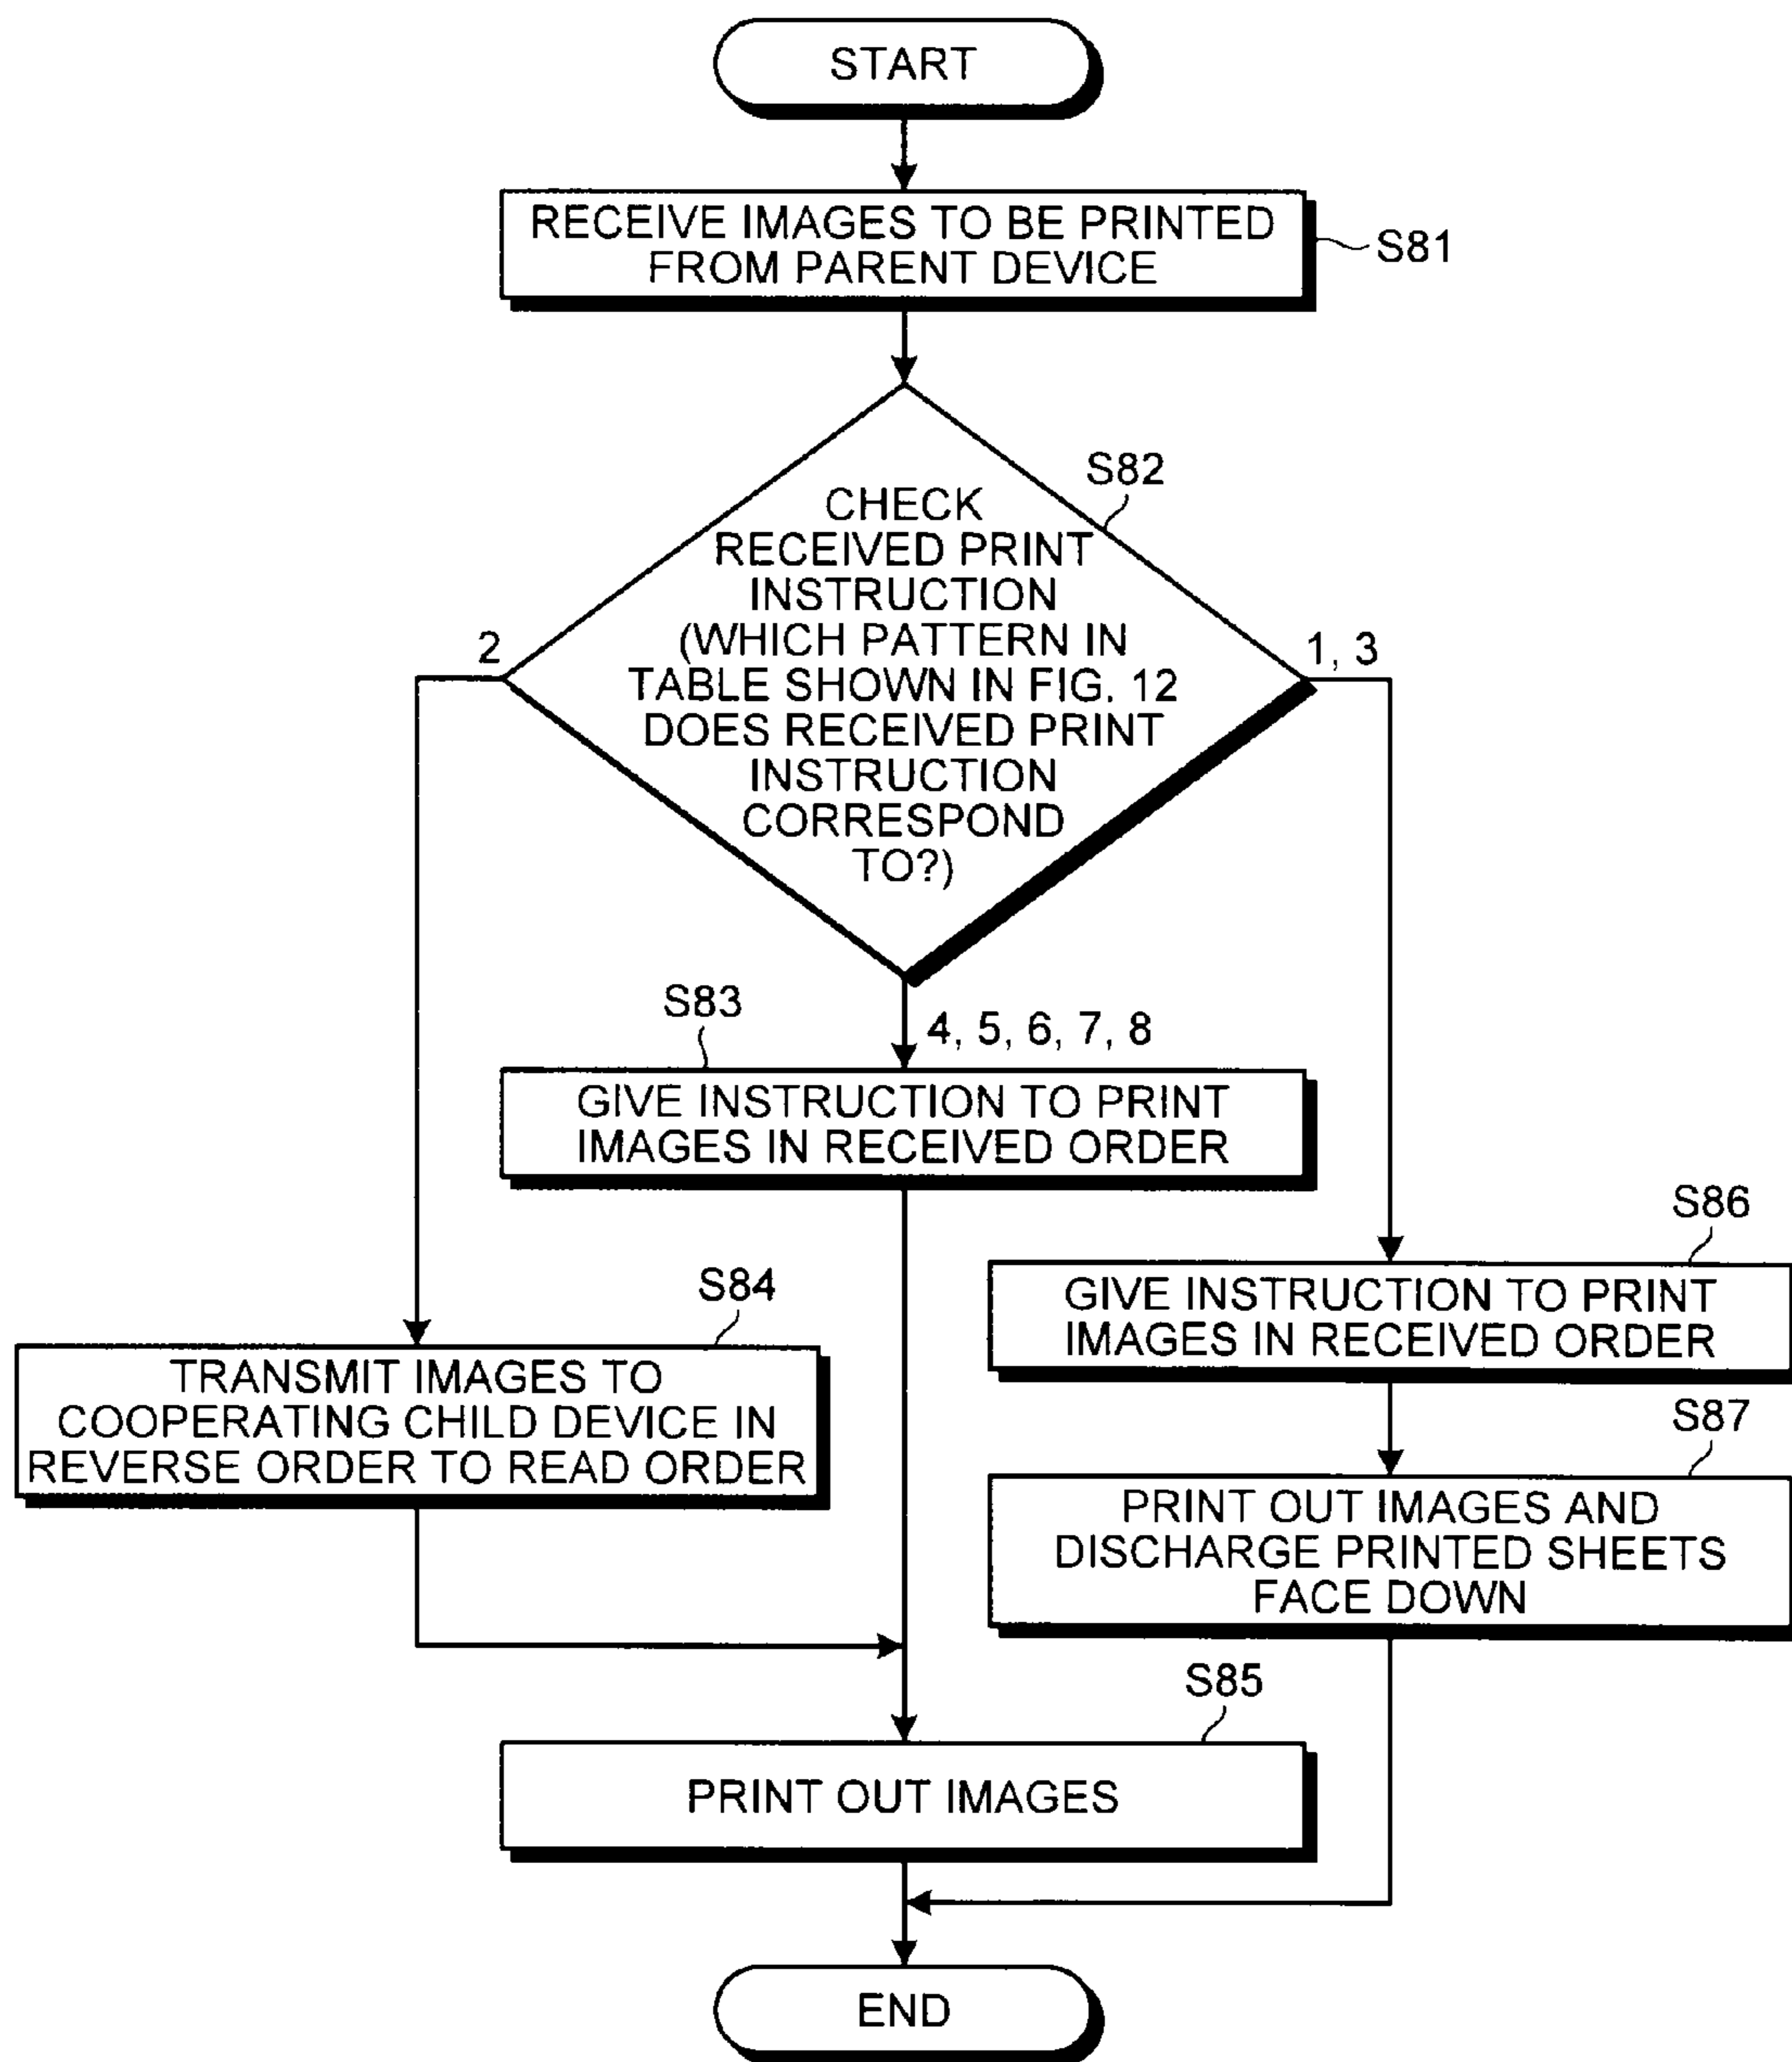 START
RECEIVE IMAGES TO BE PRINTED
FROM PARENT DEVICE
S81
S82
CHECK
RECEIVED PRINT
INSTRUCTION
(WHICH PATTERN IN
TABLE SHOWN IN FIG. 12
DOES RECEIVED PRINT
INSTRUCTION
CORRESPOND
TO?)
2
1, 3
4, 5, 6, 7, 8
S83
GIVE INSTRUCTION TO PRINT
IMAGES IN RECEIVED ORDER
S84
TRANSMIT IMAGES TO
COOPERATING CHILD DEVICE IN
REVERSE ORDER TO READ ORDER
S86
GIVE INSTRUCTION TO PRINT
IMAGES IN RECEIVED ORDER
S87
PRINT OUT IMAGES AND
DISCHARGE PRINTED SHEETS
FACE DOWN
S85
PRINT OUT IMAGES
END